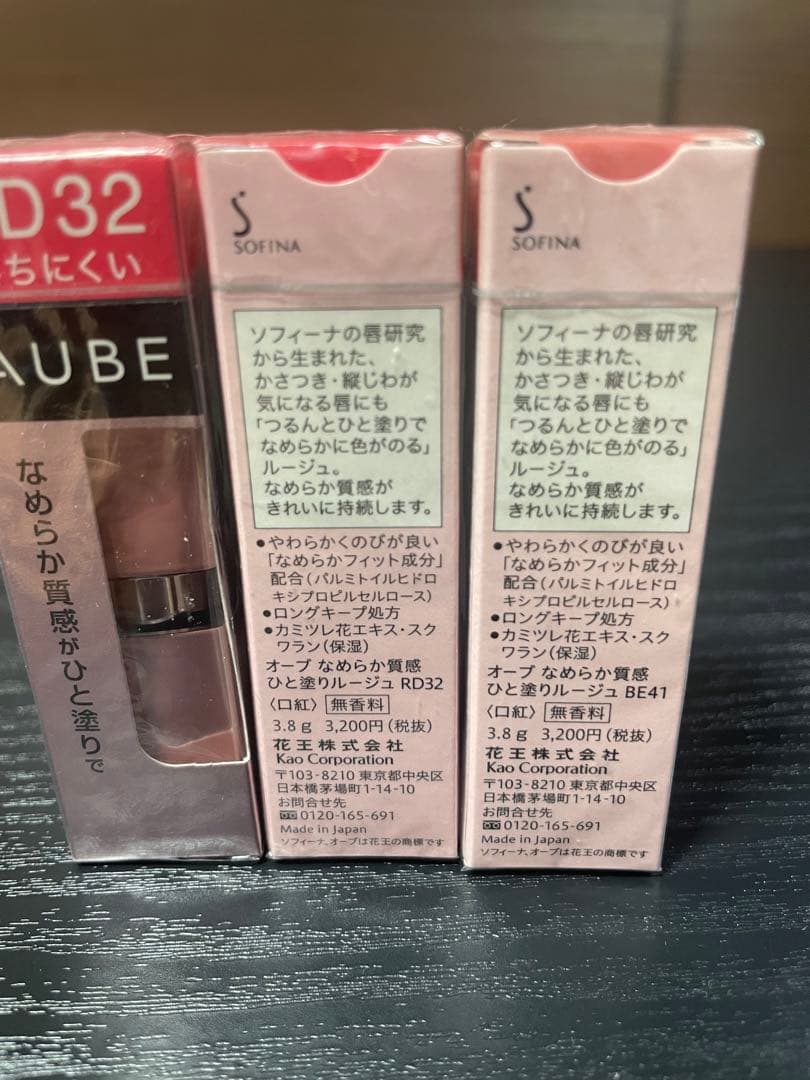 D32
ちにくい
AUBE
なめらか質感がひと塗りで
SOFINA
ソフィーナの唇研究
から生まれた、
かさつき・縦じわが
気になる唇にも
「つるんとひと塗りで
なめらかに色がのる」
ルージュ。
なめらか質感が
きれいに持続します。
●やわらかくのびが良い
「なめらかフィット成分」
配合(パルミトイルヒドロ
キシプロピルセルロース)
●ロングキープ処方
●カミツレ花エキス・スク
ワラン(保湿)
オーブ なめらか質感
ひと塗りルージュ RD32
〈口紅〉 無香料
3.8g 3,200円(税抜)
花王株式会社
Kao Corporation
〒103-8210 東京都中央区
日本橋茅場町1-14-10
お問合せ先
0120-165-691
Made in Japan
ソフィーナ、オーブは花王の商標です
SOFINA
ソフィーナの唇研究
から生まれた、
かさつき・縦じわが
気になる唇にも
「つるんとひと塗りで
なめらかに色がのる」
ルージュ。
なめらか質感が
きれいに持続します。
●やわらかくのびが良い
「なめらかフィット成分」
配合(パルミトイルヒドロ
キシプロピルセルロース)
●ロングキープ処方
●カミツレ花エキス・スク
ワラン(保湿)
オーブ なめらか質感
ひと塗りルージュ BE41
〈口紅〉 無香料
3.8g 3,200円(税抜)
花王株式会社
Kao Corporation
〒103-8210 東京都中央区
日本橋茅場町1-14-10
お問合せ先
0120-165-691
Made in Japan
ソフィーナ、オーブは花王の商標です